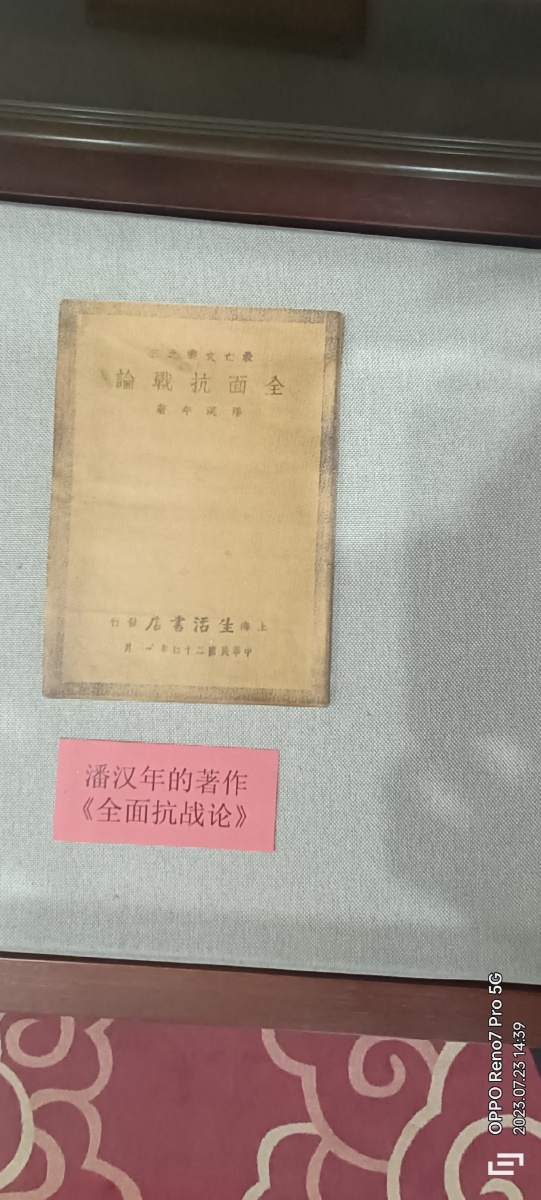 救亡文叢之三
全面抗戰論
潘漢年著
上海生活書店發行
中華民國二十七年 一月
潘汉年的著作
《全面抗战论》
OPPO Reno7 Pro 5G
2023.07.23 14:39